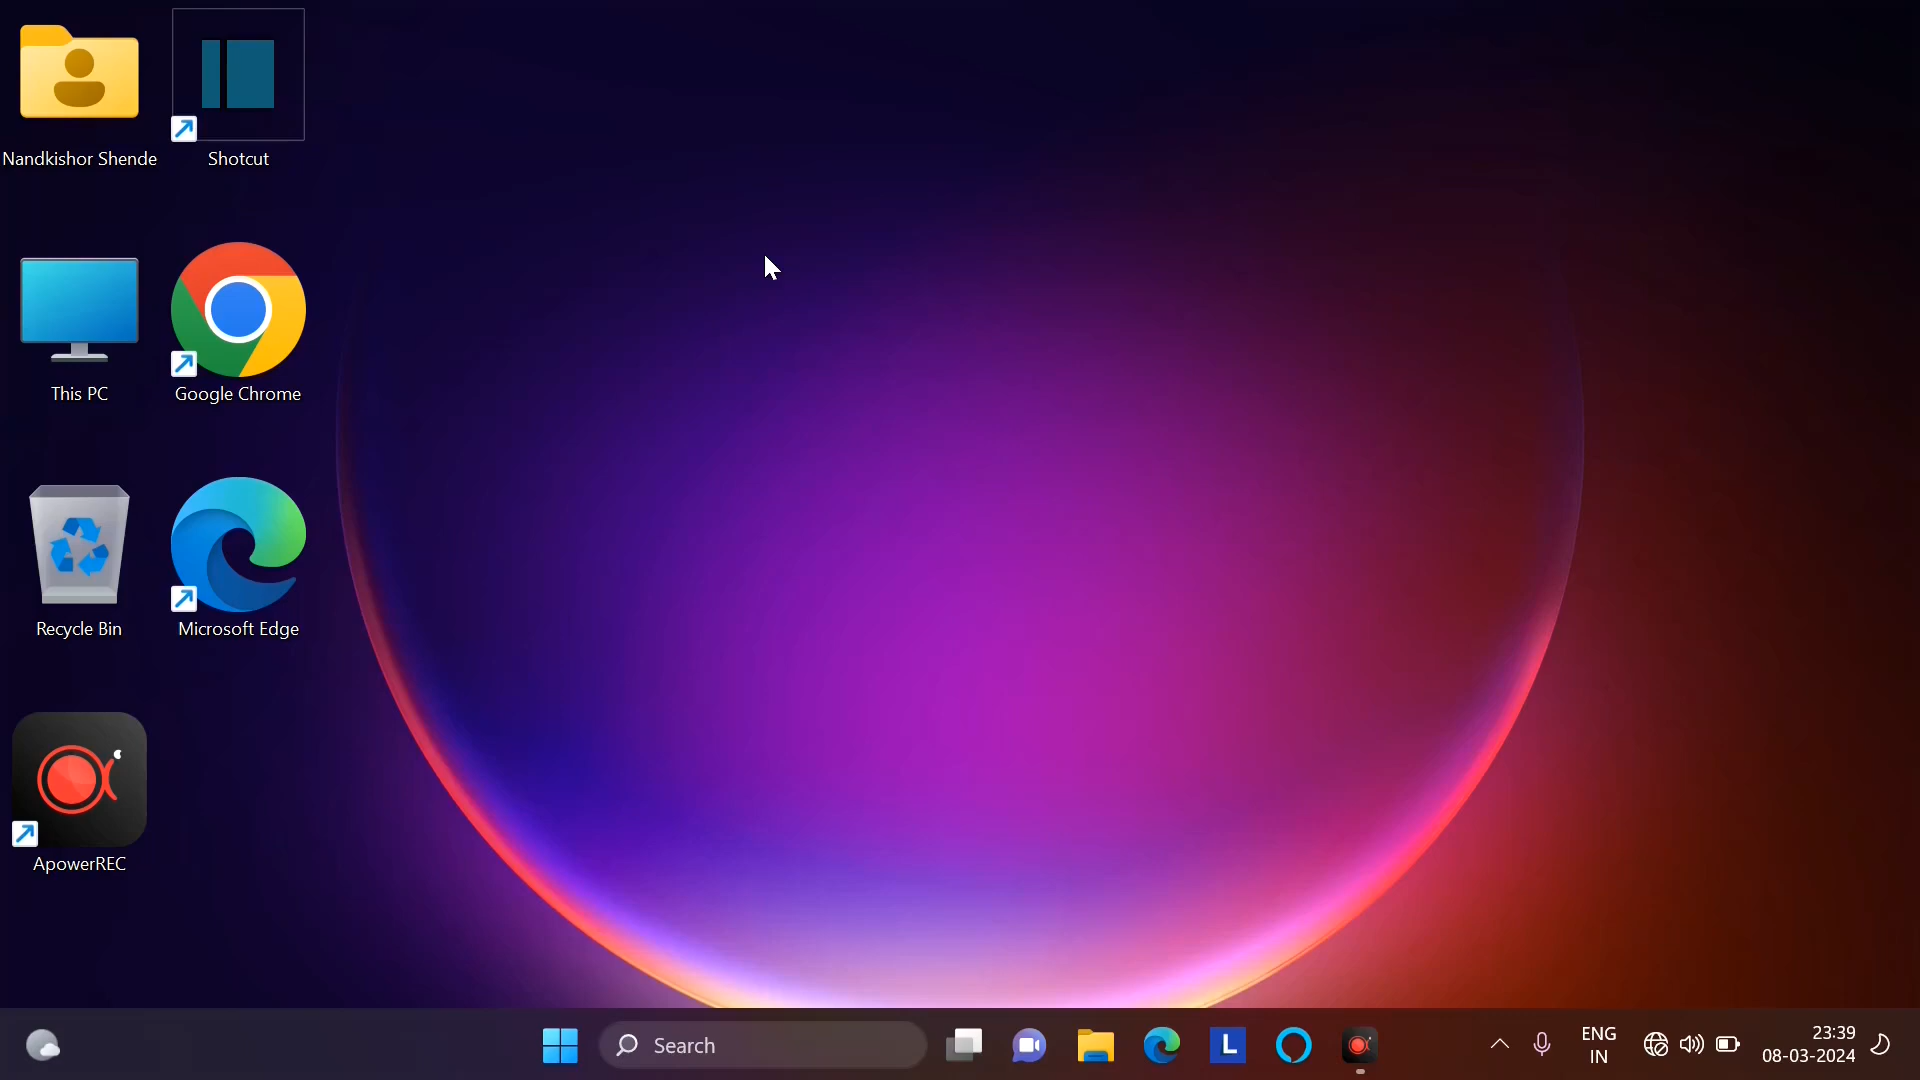 Nandkishor Shende
Shotcut
This PC
Google Chrome
Recycle Bin
Microsoft Edge
ApowerREC
Search
L
ENG
IN
23:39
08-03-2024